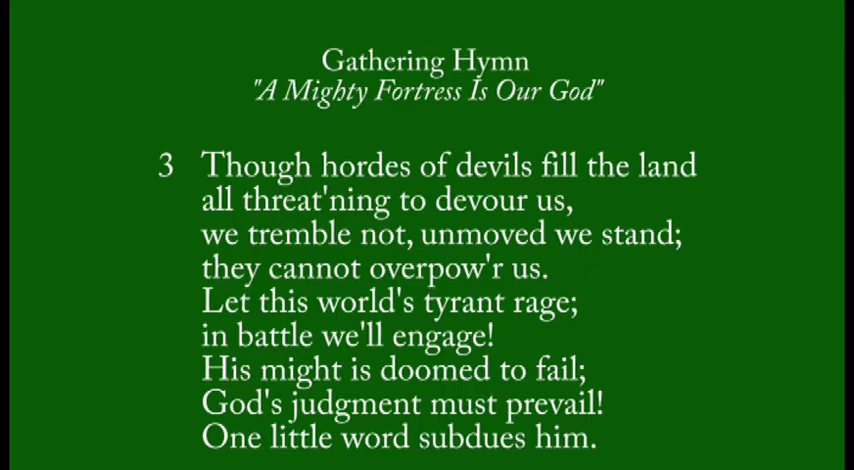 Gathering Hymn
"A Mighty Fortress Is Our God"
3 Though hordes of devils fill the land
all threat'ning to devour us,
we tremble not, unmoved we stand;
they cannot overpow'r us.
Let this world's tyrant rage;
in battle we'll engage!
His might is doomed to fail;
God's judgment must prevail!
One little word subdues him.